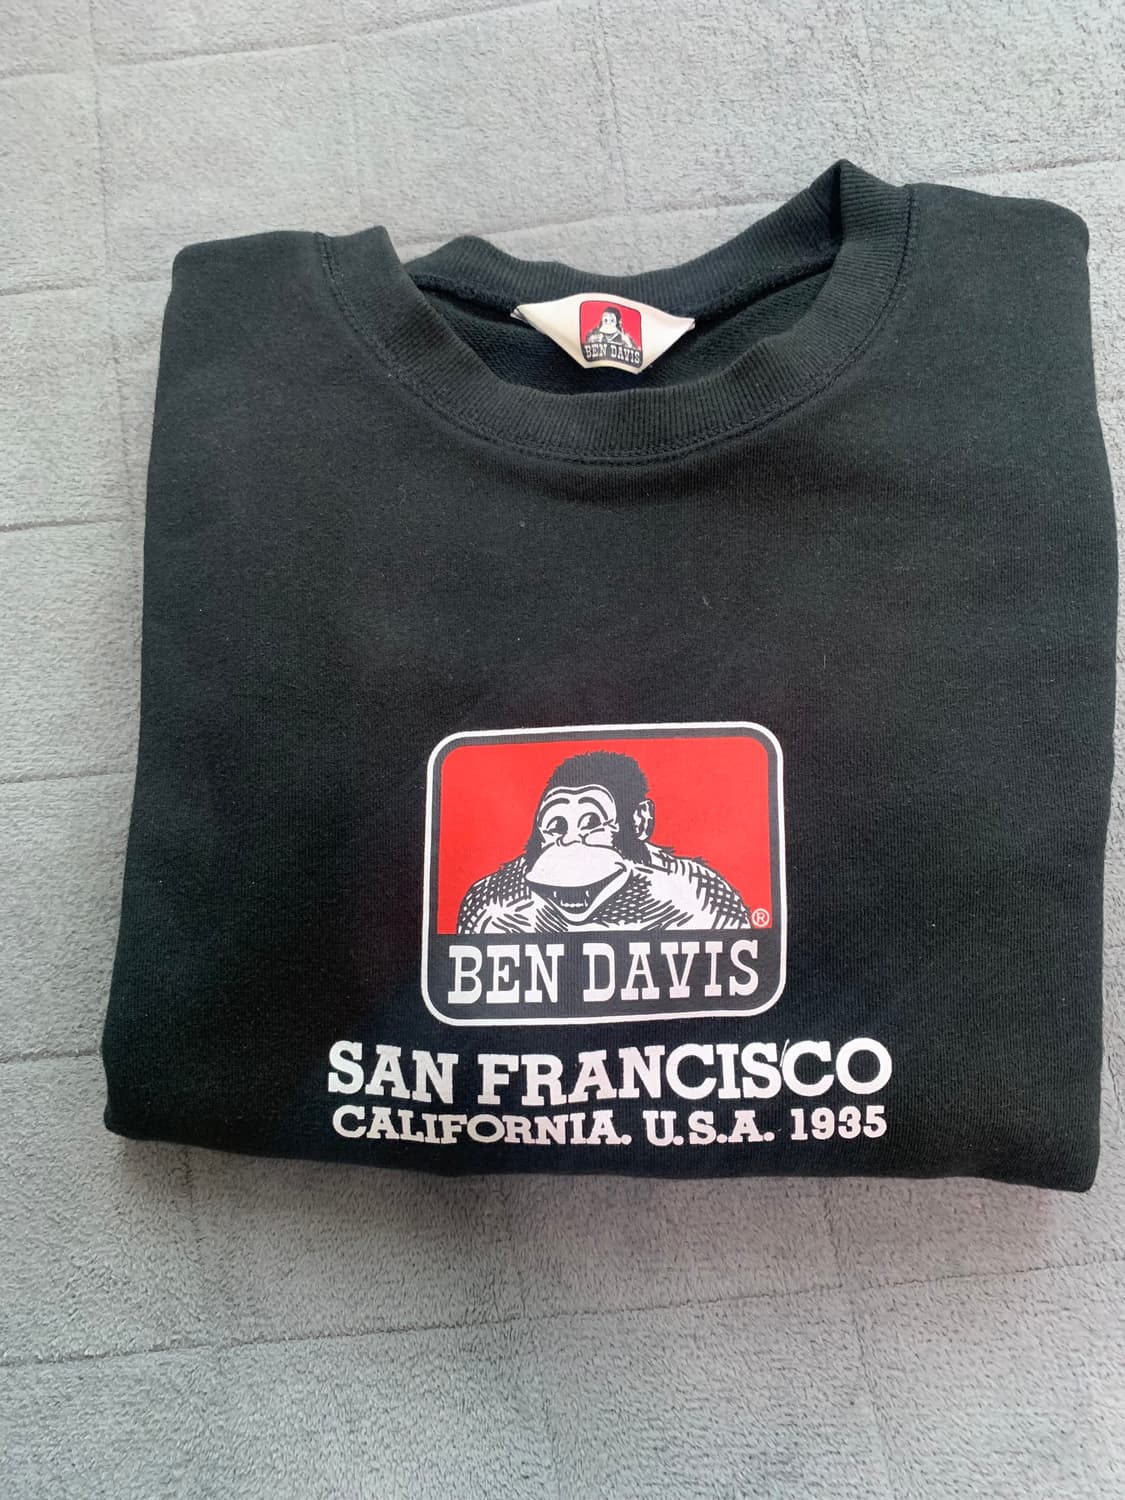 BEN DAVIS
®
BEN DAVIS
SAN FRANCISCO
CALIFORNIA. U.S.A. 1935